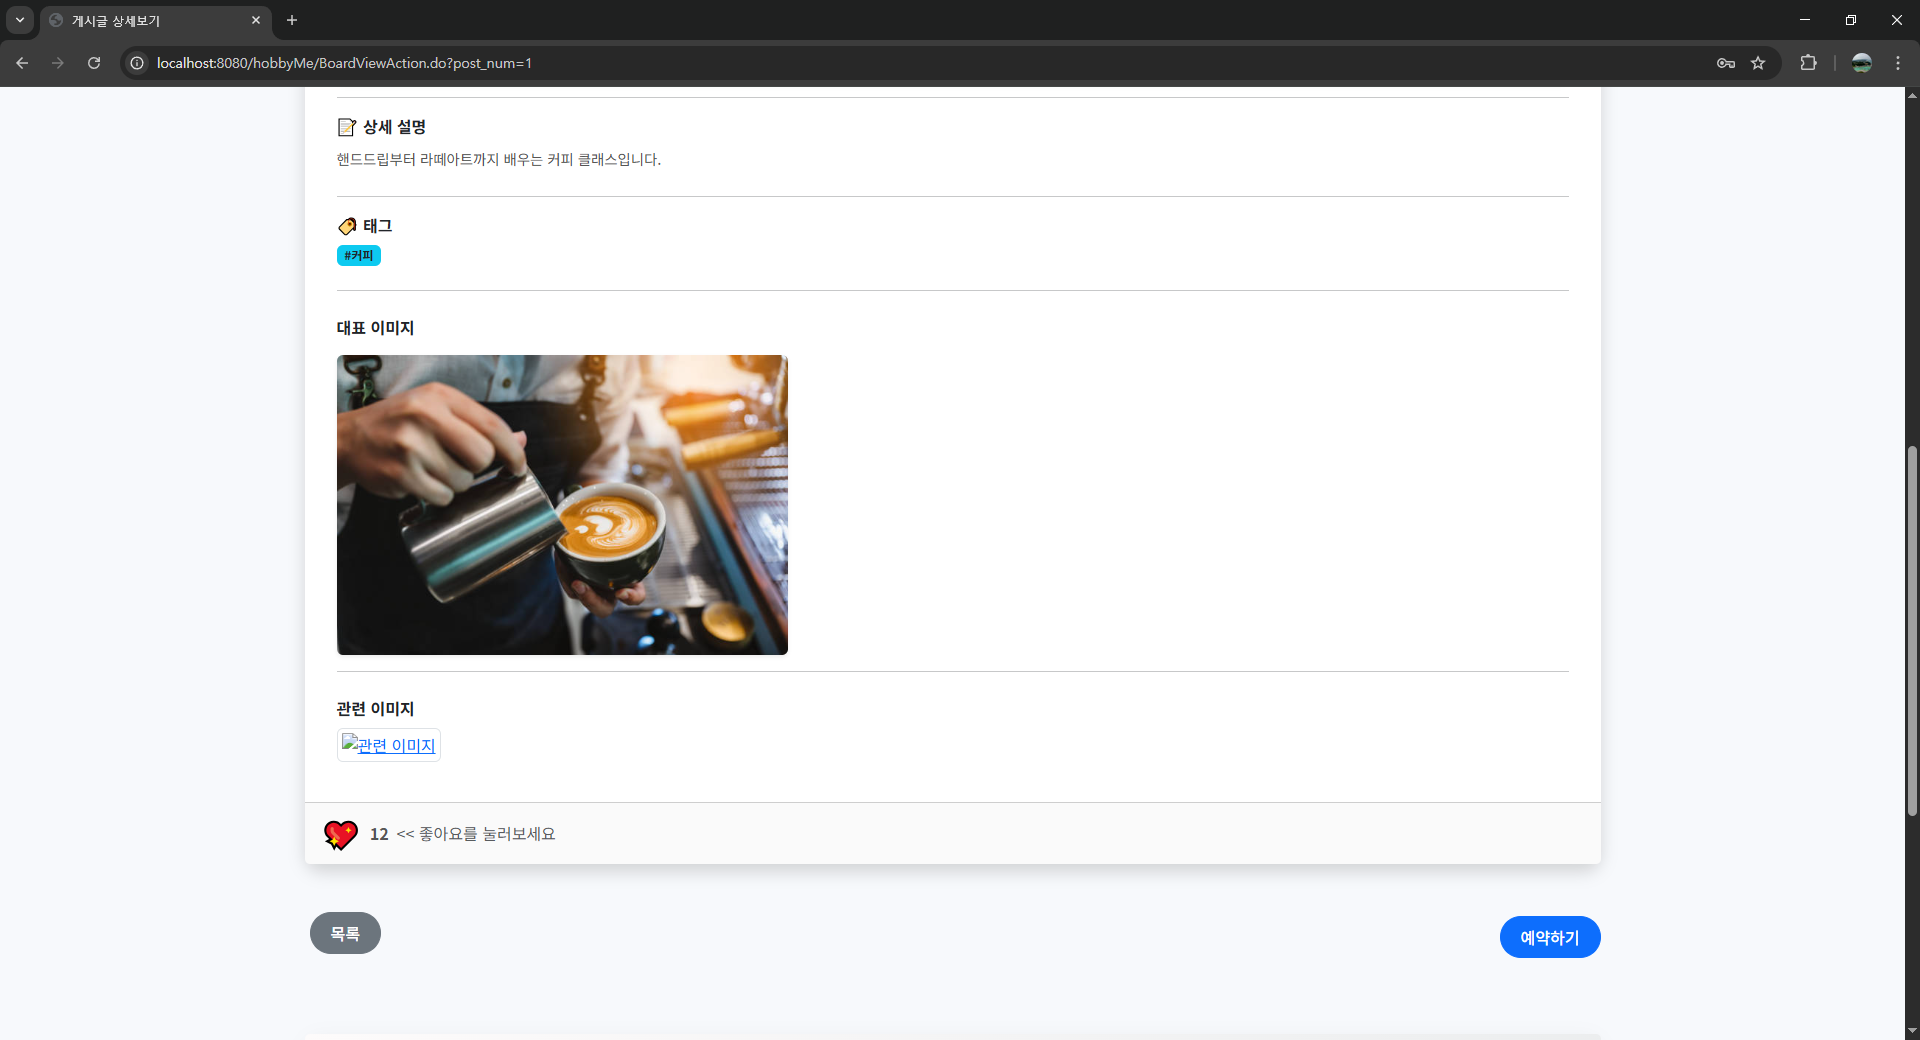 게시글 상세보기
localhost:8080/hobbyMe/BoardViewAction.do?post_num=1
상세 설명
핸드드립부터 라떼아트까지 배우는 커피 클래스입니다.
태그
#커피
대표 이미지
관련 이미지
관련 이미지
12 << 좋아요를 눌러보세요
목록
예약하기